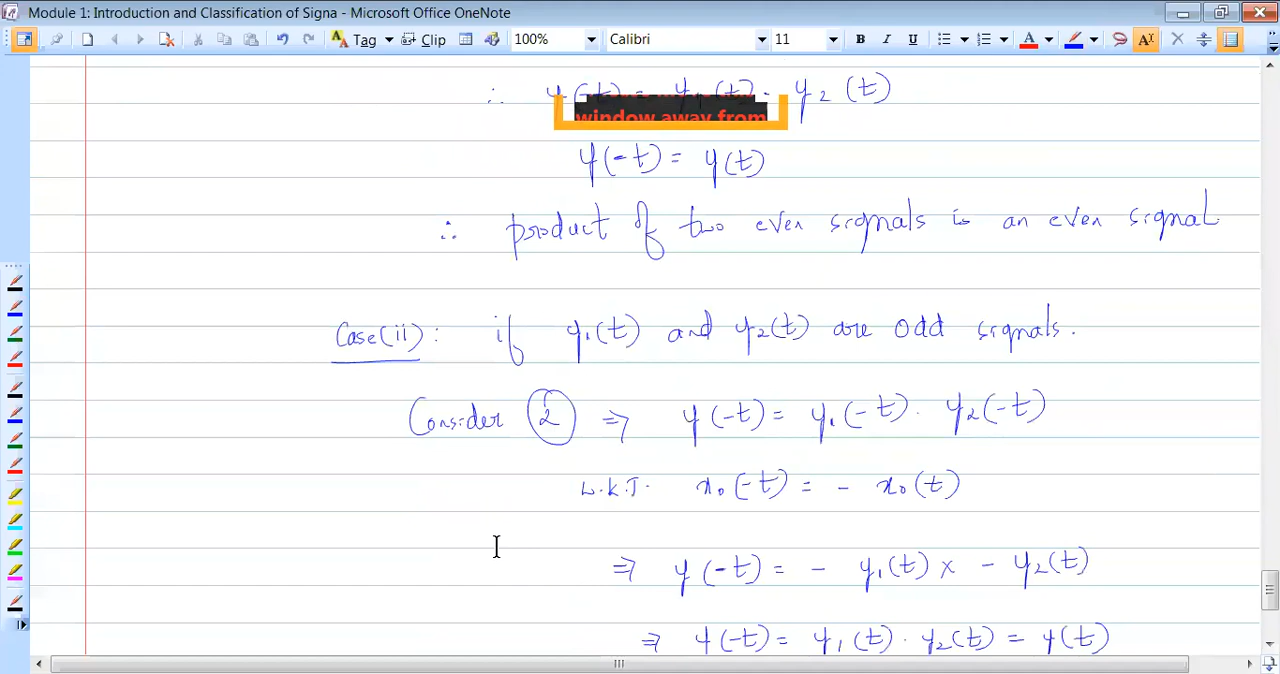 Module 1: Introduction and Classification of Signa - Microsoft Office OneNote
Tag Clip 100% Calibri 11 B I U A A
∴ y(-t) = y₁(t) · y₂(t)
window away from
y(-t) = y(t)
∴ product of two even signals is an even signal
Case(ii): if y₁(t) and y₂(t) are odd signals.
Consider 2 ⇒ y(-t) = y₁(-t) · y₂(-t)
W.K.T. x₀(-t) = - x₀(t)
⇒ y(-t) = - y₁(t) x - y₂(t)
⇒ y(-t) = y₁(t) · y₂(t) = y(t)